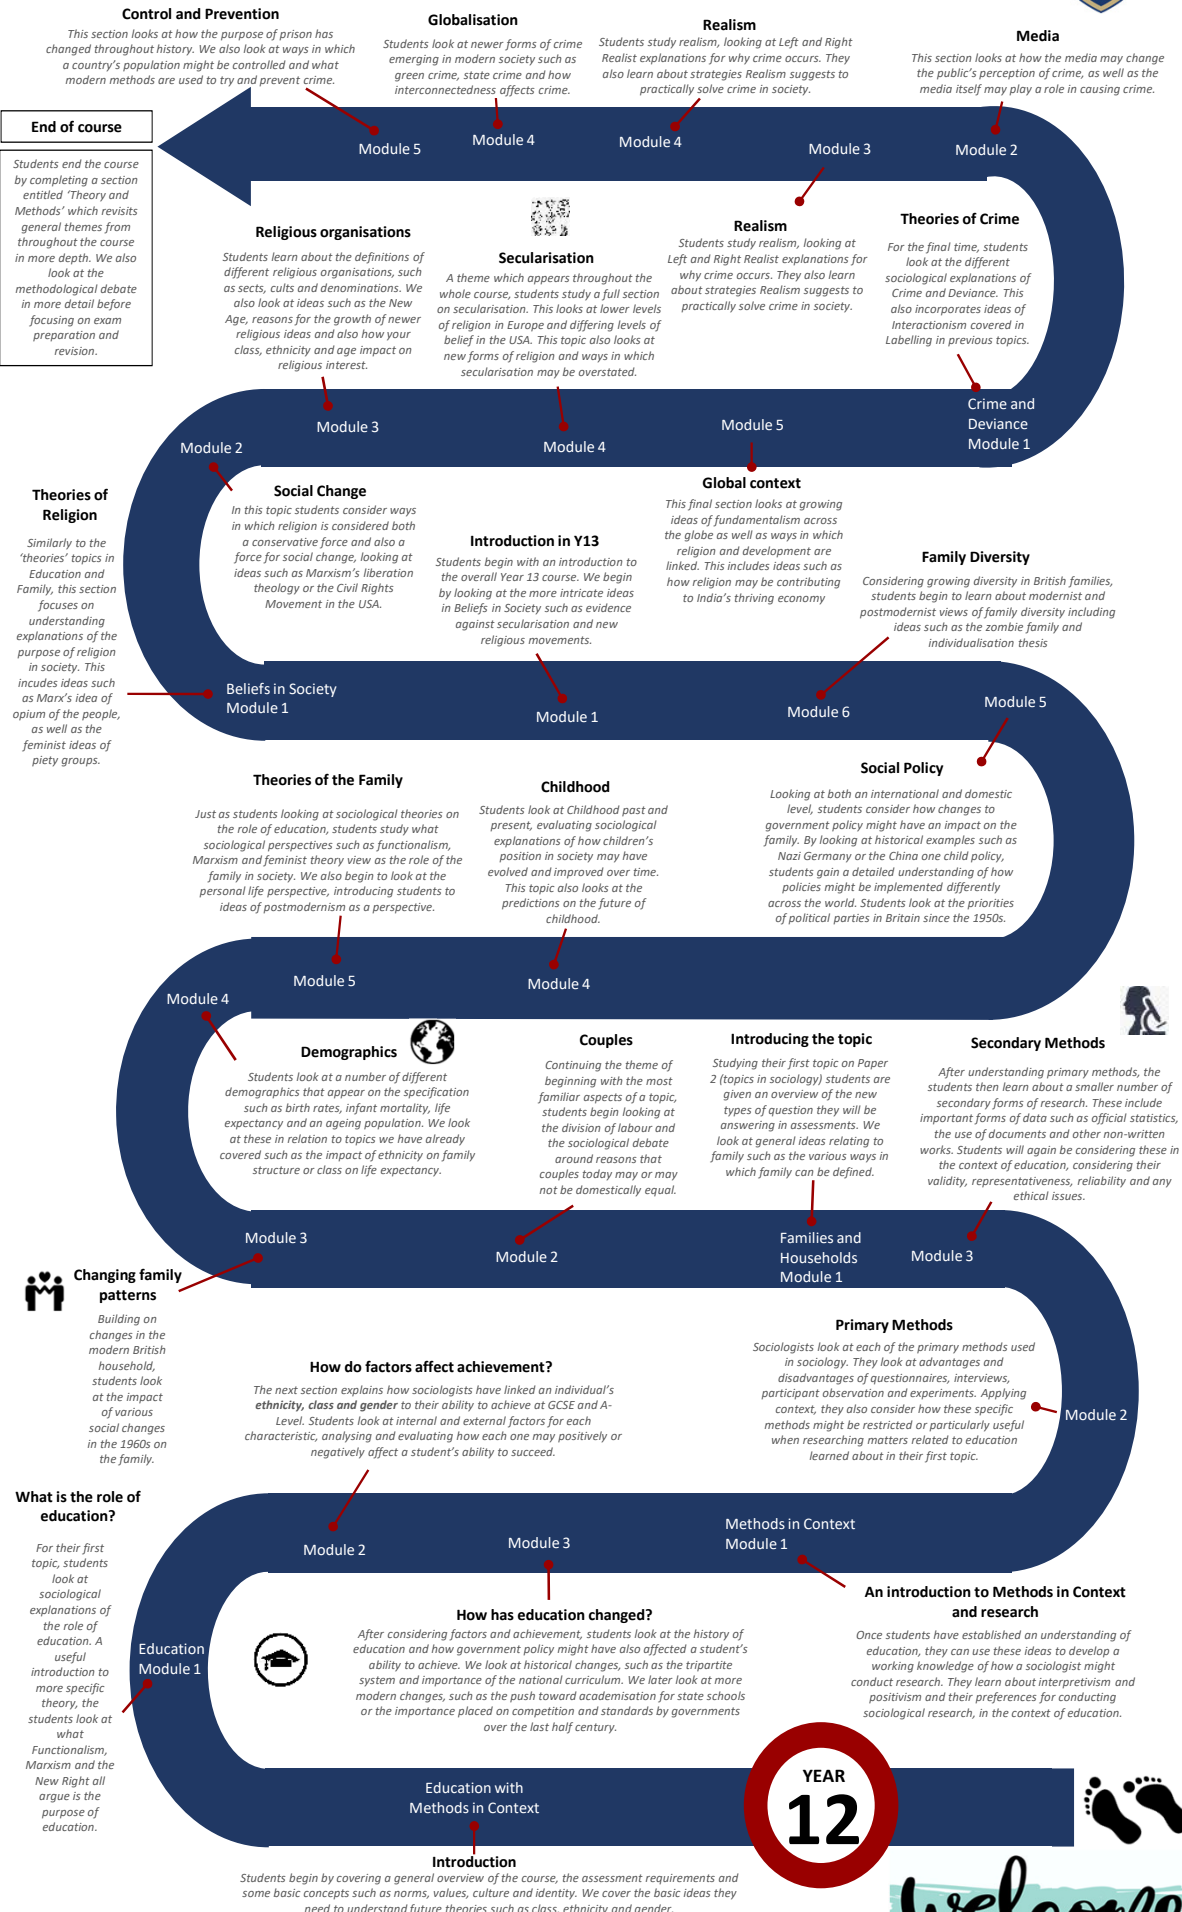 Control and Prevention
This section looks at how the purpose of prison has
changed throughout history. We also look at ways in which
a country's population might be controlled and what
modern methods are used to try and prevent crime.
Globalisation
Students look at newer forms of crime
emerging in modern society such as
green crime, state crime and how
interconnectedness affects crime.
Realism
Students study realism, looking at Left and Right
Realist explanations for why crime occurs. They
also learn about strategies Realism suggests to
practically solve crime in society.
Media
This section looks at how the media may change
the public's perception of crime, as well as the
media itself may play a role in causing crime.
End of course
Students end the course
by completing a section
entitled 'Theory and
Methods' which revisits
general themes from
throughout the course
in more depth. We also
look at the
methodological debate
in more detail before
focusing on exam
preparation and
revision.
Module 5
Module 4
Module 4
Module 3
Module 2
Religious organisations
Students learn about the definitions of
different religious organisations, such
as sects, cults and denominations. We
also look at ideas such as the New
Age, reasons for the growth of newer
religious ideas and also how your
class, ethnicity and age impact on
religious interest.
Secularisation
A theme which appears throughout the
whole course, students study a full section
on secularisation. This looks at lower levels
of religion in Europe and differing levels of
belief in the USA. This topic also looks at
new forms of religion and ways in which
secularisation may be overstated.
Realism
Students study realism, looking at
Left and Right Realist explanations for
why crime occurs. They also learn
about strategies Realism suggests to
practically solve crime in society.
Theories of Crime
For the final time, students
look at the different
sociological explanations of
Crime and Deviance. This
also incorporates ideas of
Interactionism covered in
Labelling in previous topics.
Module 2
Module 3
Module 4
Module 5
Crime and
Deviance
Module 1
Theories of
Religion
Similarly to the
'theories' topics in
Education and
Family, this section
focuses on
understanding
explanations of the
purpose of religion
in society. This
incudes ideas such
as Marx's idea of
opium of the people,
as well as the
feminist ideas of
piety groups.
Social Change
In this topic students consider ways
in which religion is considered both
a conservative force and also a
force for social change, looking at
ideas such as Marxism's liberation
theology or the Civil Rights
Movement in the USA.
Introduction in Y13
Students begin with an introduction to
the overall Year 13 course. We begin
by looking at the more intricate ideas
in Beliefs in Society such as evidence
against secularisation and new
religious movements.
Global context
This final section looks at growing
ideas of fundamentalism across
the globe as well as ways in which
religion and development are
linked. This includes ideas such as
how religion may be contributing
to India's thriving economy
Family Diversity
Considering growing diversity in British families,
students begin to learn about modernist and
postmodernist views of family diversity including
ideas such as the zombie family and
individualisation thesis
Beliefs in Society
Module 1
Module 1
Module 6
Module 5
Theories of the Family
Just as students looking at sociological theories on
the role of education, students study what
sociological perspectives such as functionalism,
Marxism and feminist theory view as the role of the
family in society. We also begin to look at the
personal life perspective, introducing students to
ideas of postmodernism as a perspective.
Childhood
Students look at Childhood past and
present, evaluating sociological
explanations of how children's
position in society may have
evolved and improved over time.
This topic also looks at the
predictions on the future of
childhood.
Social Policy
Looking at both an international and domestic
level, students consider how changes to
government policy might have an impact on the
family. By looking at historical examples such as
Nazi Germany or the China one child policy,
students gain a detailed understanding of how
policies might be implemented differently
across the world. Students look at the priorities
of political parties in Britain since the 1950s.
Module 4
Module 5
Module 4
Demographics
Students look at a number of different
demographics that appear on the specification
such as birth rates, infant mortality, life
expectancy and an ageing population. We look
at these in relation to topics we have already
covered such as the impact of ethnicity on family
structure or class on life expectancy.
Couples
Continuing the theme of
beginning with the most
familiar aspects of a topic,
students begin looking at
the division of labour and
the sociological debate
around reasons that
couples today may or may
not be domestically equal.
Introducing the topic
Studying their first topic on Paper
2 (topics in sociology) students are
given an overview of the new
types of question they will be
answering in assessments. We
look at general ideas relating to
family such as the various ways in
which family can be defined.
Secondary Methods
After understanding primary methods, the
students then learn about a smaller number of
secondary forms of research. These include
important forms of data such as official statistics,
the use of documents and other non-written
works. Students will again be considering these in
the context of education, considering their
validity, representativeness, reliability and any
ethical issues.
Module 3
Module 2
Families and
Households
Module 1
Module 3
Changing family
patterns
Building on
changes in the
modern British
household,
students look
at the impact
of various
social changes
in the 1960s on
the family.
How do factors affect achievement?
The next section explains how sociologists have linked an individual's
ethnicity, class and gender to their ability to achieve at GCSE and A-
Level. Students look at internal and external factors for each
characteristic, analysing and evaluating how each one may positively or
negatively affect a student's ability to succeed.
Primary Methods
Sociologists look at each of the primary methods used
in sociology. They look at advantages and
disadvantages of questionnaires, interviews,
participant observation and experiments. Applying
context, they also consider how these specific
methods might be restricted or particularly useful
when researching matters related to education
learned about in their first topic.
Module 2
What is the role of
education?
For their first
topic, students
look at
sociological
explanations of
the role of
education. A
useful
introduction to
more specific
theory, the
students look at
what
Functionalism,
Marxism and the
New Right all
argue is the
purpose of
education.
Module 2
Module 3
Methods in Context
Module 1
Education
Module 1
How has education changed?
After considering factors and achievement, students look at the history of
education and how government policy might have also affected a student's
ability to achieve. We look at historical changes, such as the tripartite
system and importance of the national curriculum. We later look at more
modern changes, such as the push toward academisation for state schools
or the importance placed on competition and standards by governments
over the last half century.
An introduction to Methods in Context
and research
Once students have established an understanding of
education, they can use these ideas to develop a
working knowledge of how a sociologist might
conduct research. They learn about interpretivism and
positivism and their preferences for conducting
sociological research, in the context of education.
Education with
Methods in Context
YEAR
12
Introduction
Students begin by covering a general overview of the course, the assessment requirements and
some basic concepts such as norms, values, culture and identity. We cover the basic ideas they
need to understand future theories such as class, ethnicity and gender.
welcome